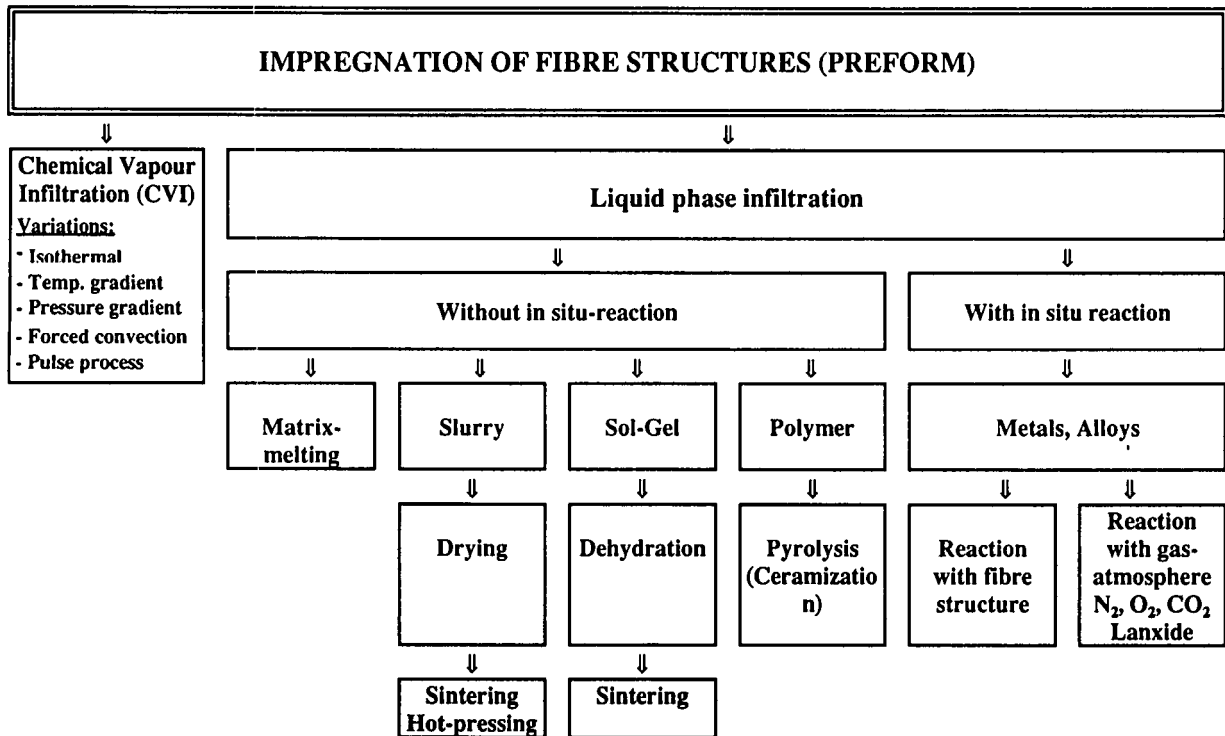 IMPREGNATION OF FIBRE STRUCTURES (PREFORM)
⇓
⇓
Chemical Vapour
Infiltration (CVI)
Variations:
- Isothermal
- Temp. gradient
- Pressure gradient
- Forced convection
- Pulse process
Liquid phase infiltration
⇓
⇓
Without in situ-reaction
With in situ reaction
⇓
⇓
⇓
⇓
⇓
Matrix-
melting
Slurry
Sol-Gel
Polymer
Metals, Alloys
⇓
⇓
⇓
⇓
⇓
Drying
Dehydration
Pyrolysis
(Ceramizatio
n)
Reaction
with fibre
structure
Reaction
with gas-
atmosphere
N₂, O₂, CO₂
Lanxide
⇓
⇓
Sintering
Hot-pressing
Sintering